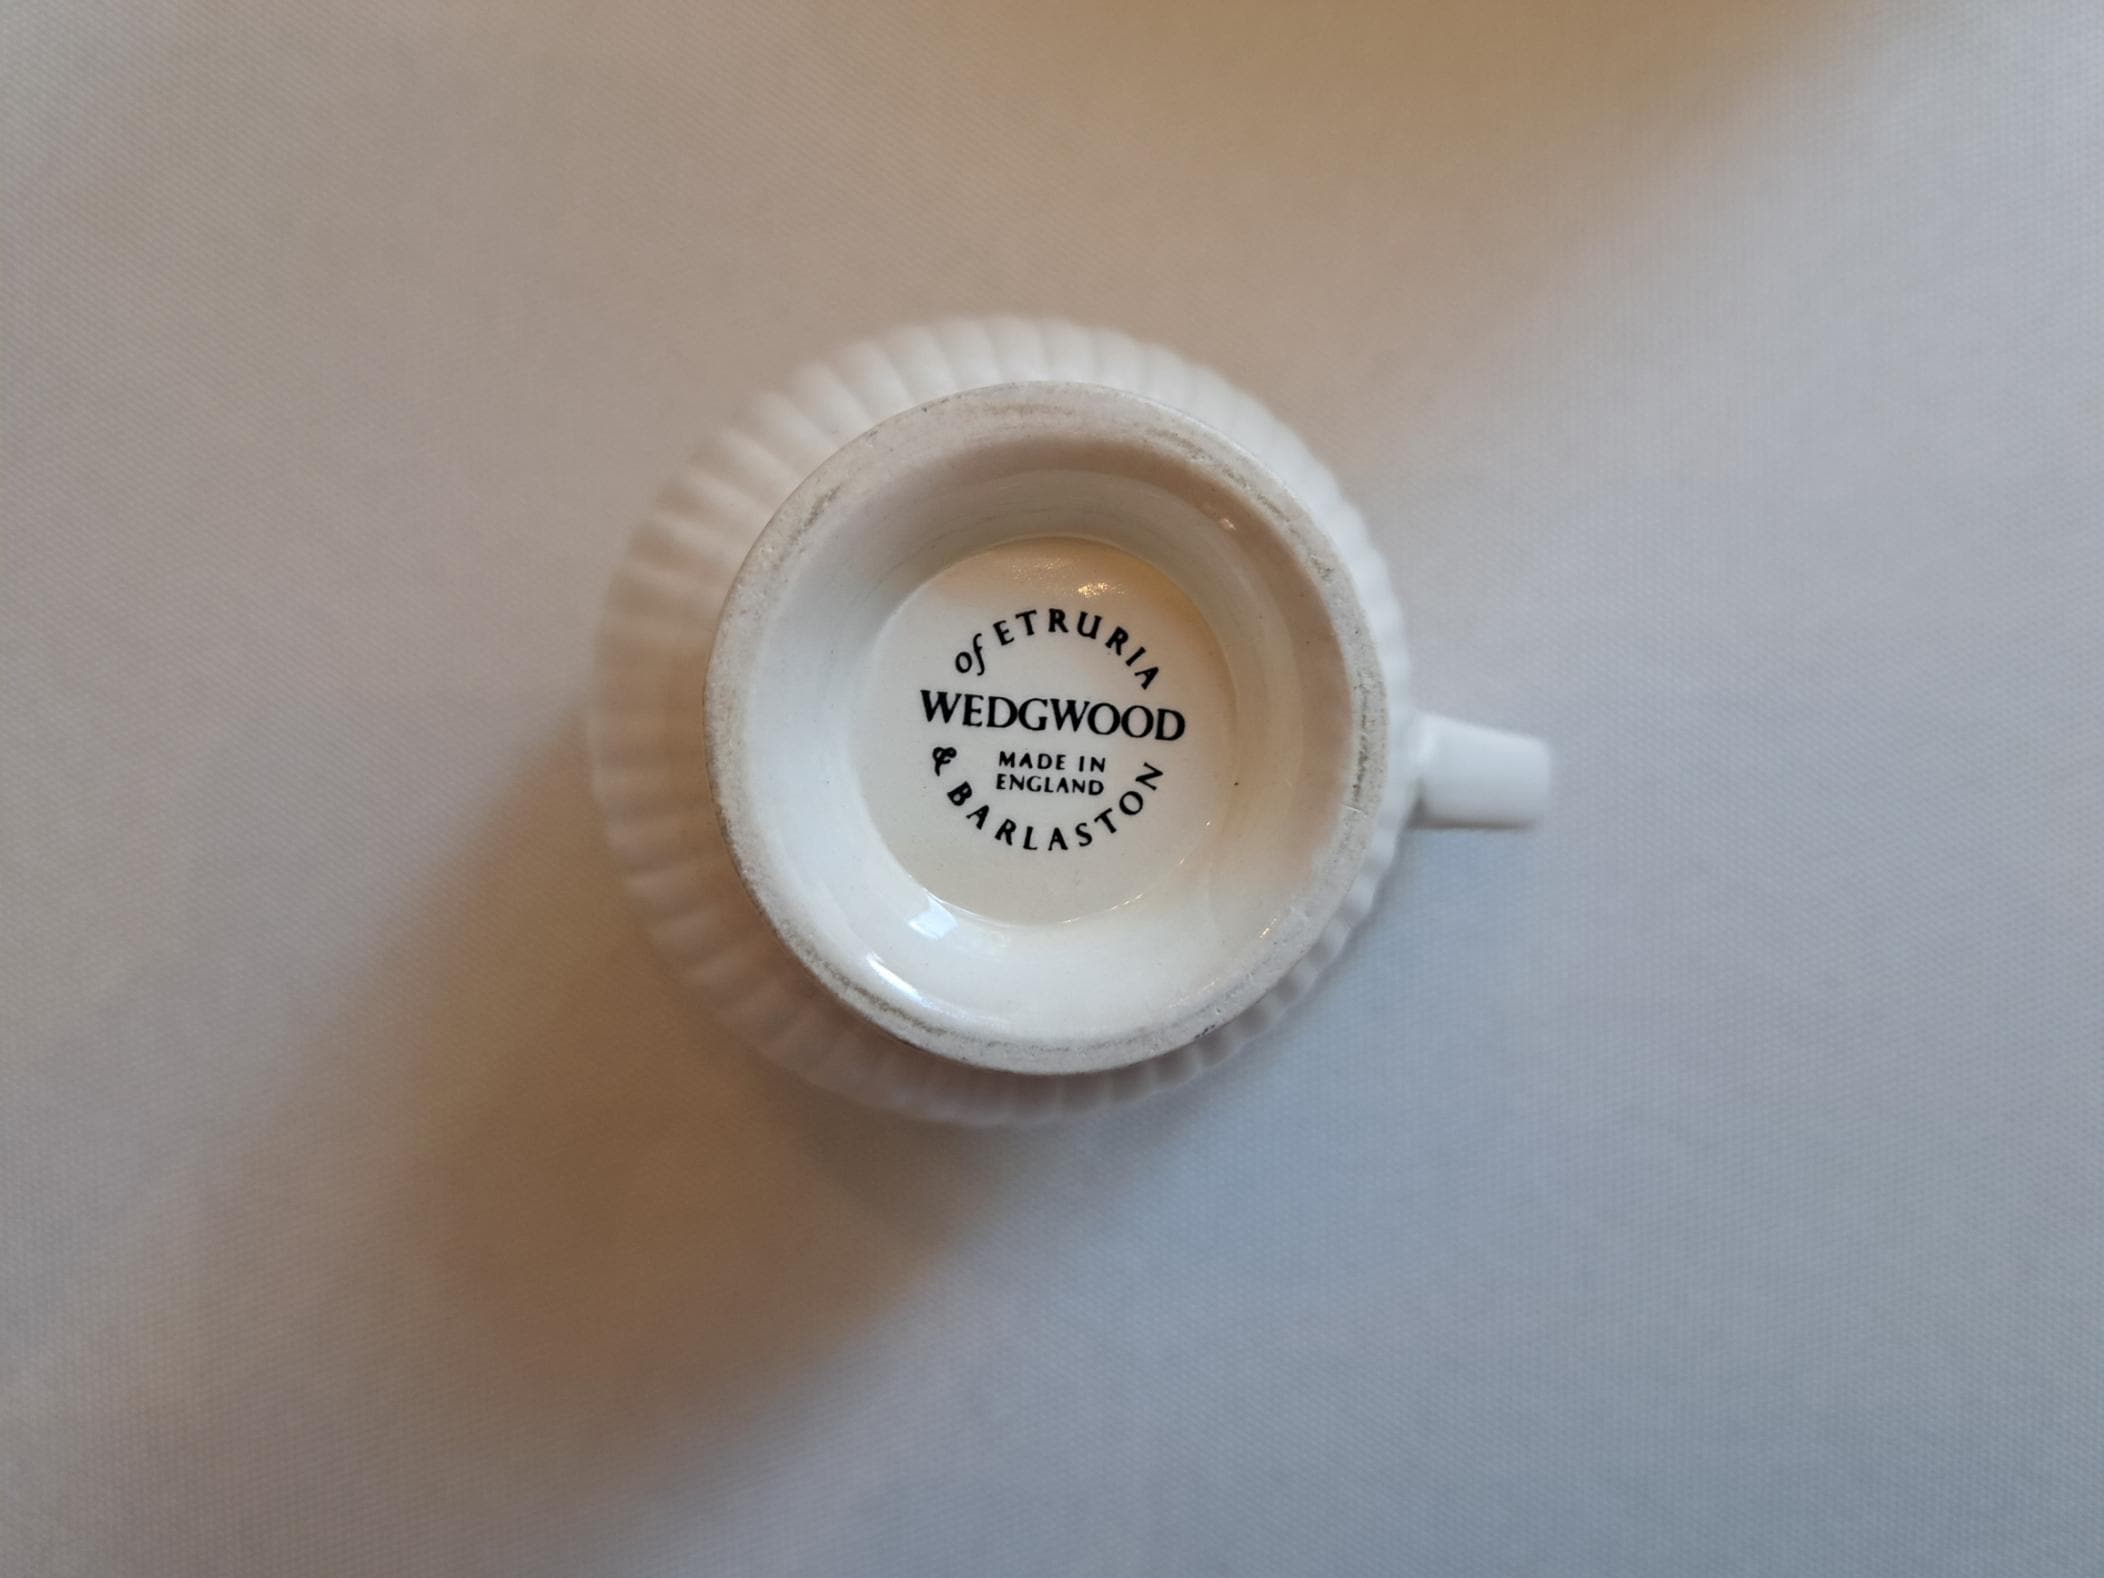 of ETRURIA
WEDGWOOD
MADE IN
ENGLAND
& BARLASTON